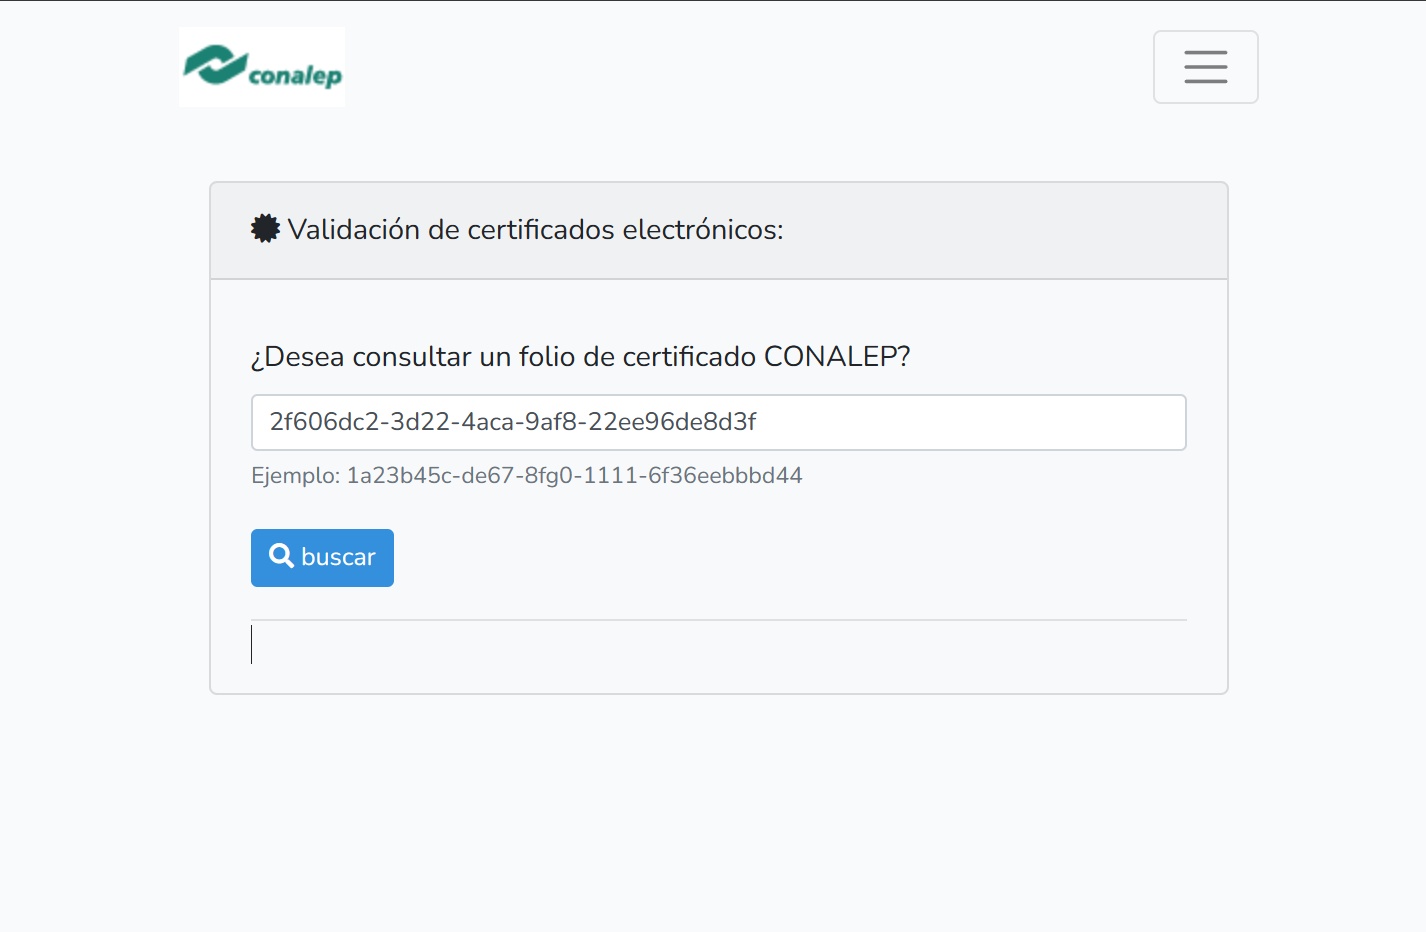 conalep
Validación de certificados electrónicos:
¿Desea consultar un folio de certificado CONALEP?
2f606dc2-3d22-4aca-9af8-22ee96de8d3f
Ejemplo: 1a23b45c-de67-8fg0-1111-6f36eebbbd44
buscar